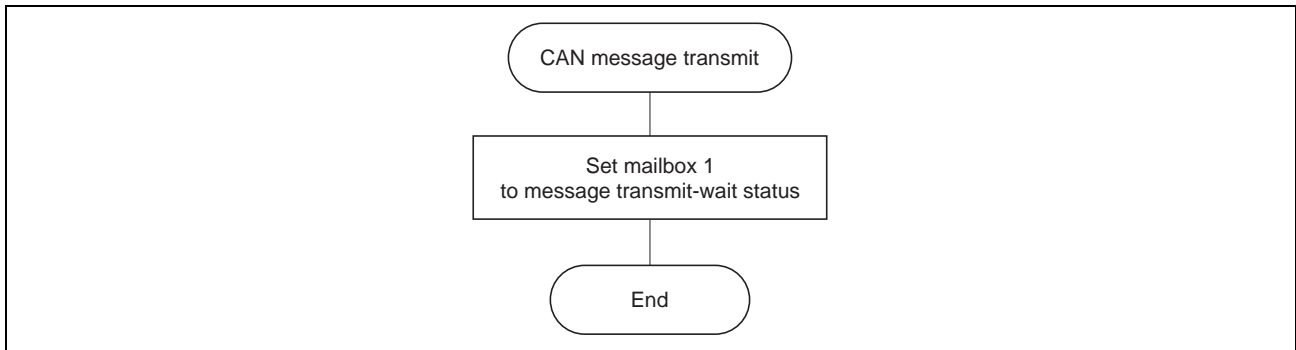 CAN message transmit
Set mailbox 1
to message transmit-wait status
End